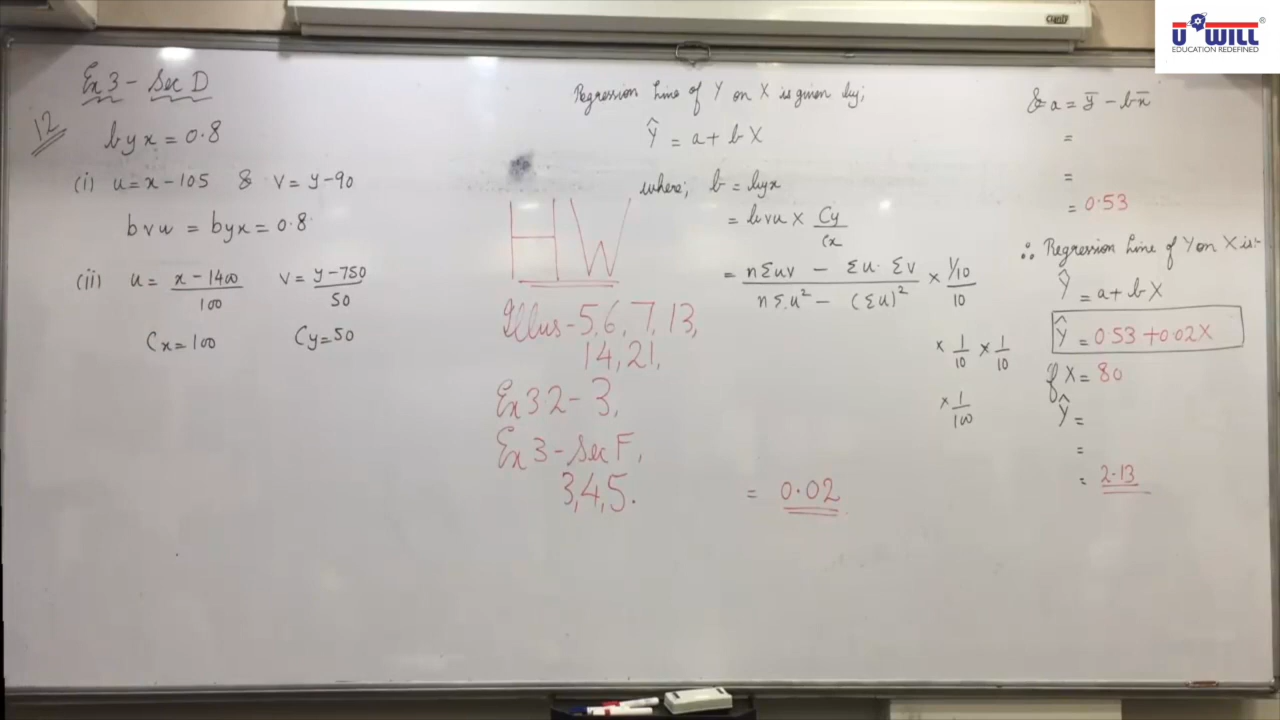 Ex 3 - Sec D
12
byx = 0.8
(i) u = x - 105 & v = y - 90
bvu = byx = 0.8
(ii) u = x - 1400 / 100 v = y - 750 / 50
Cx = 100 Cy = 50
HW
Illus - 5, 6, 7, 13,
14, 21,
Ex 3.2 - 3,
Ex 3 - Sec F,
3, 4, 5.
Regression Line of Y on X is given by;
Ŷ = a + bX
where; b = byx
= bvu × Cy / Cx
= nΣuv - Σu · Σv / nΣu² - (Σu)² × 1/10 / 10
× 1/10 × 1/10
× 1/100
= 0.02
& a = ȳ - bx̄
=
=
= 0.53
∴ Regression Line of Y on X is:-
Ŷ = a + bX
Ŷ = 0.53 + 0.02X
If X = 80
Ŷ =
=
= 2.13
U WILL
EDUCATION REDEFINED